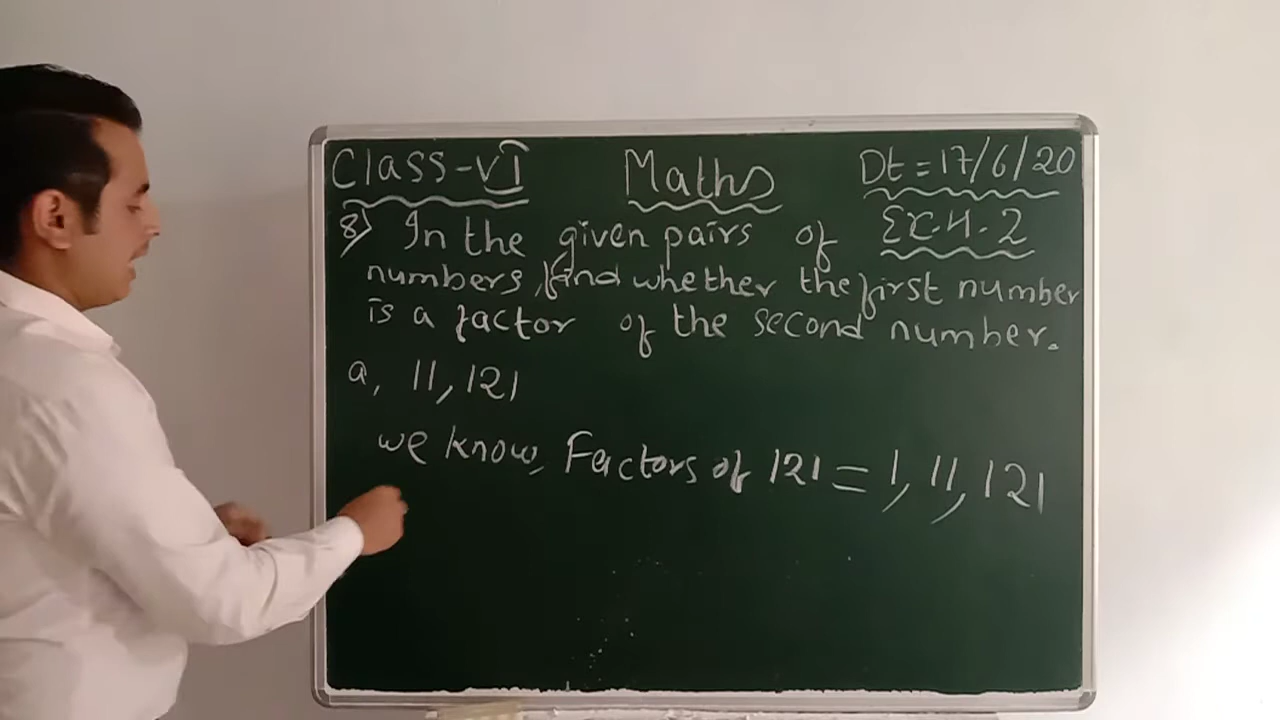 Class-VI Maths Dt=17/6/20
8) In the given pairs of Ex.4.2
numbers, find whether the first number
is a factor of the second number.
a, 11, 121
we know, Factors of 121 = 1, 11, 121